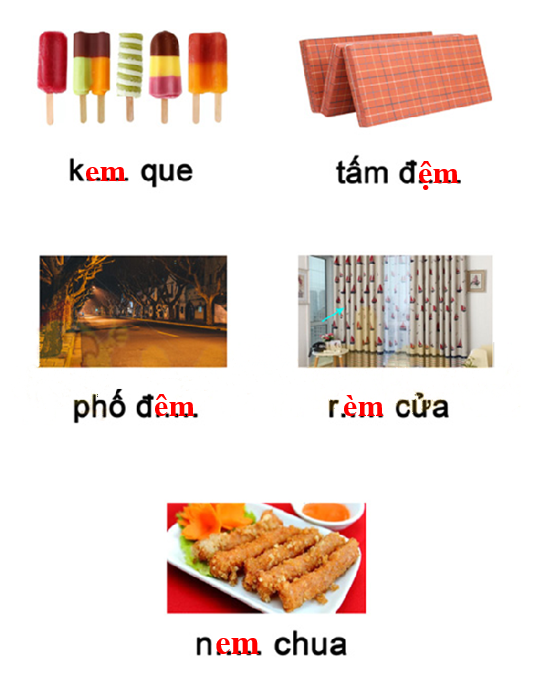 kem que
tấm đệm
phố đêm.
rèm cửa
nem chua